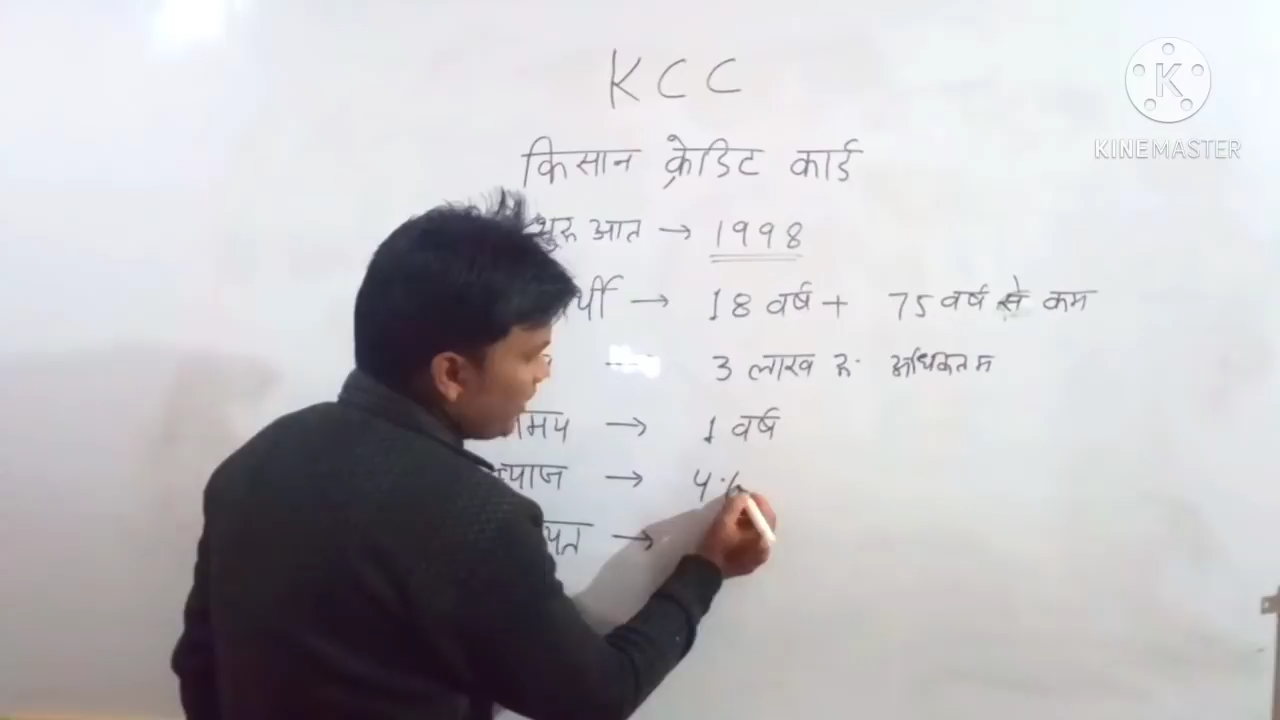 KCC
किसान क्रेडिट कार्ड
शुरुआत → 1998
→ 18 वर्ष + 75 वर्ष से कम
3 लाख रु. अधिकतम
→ 1 वर्ष
→ 4%
→
K
KINEMASTER